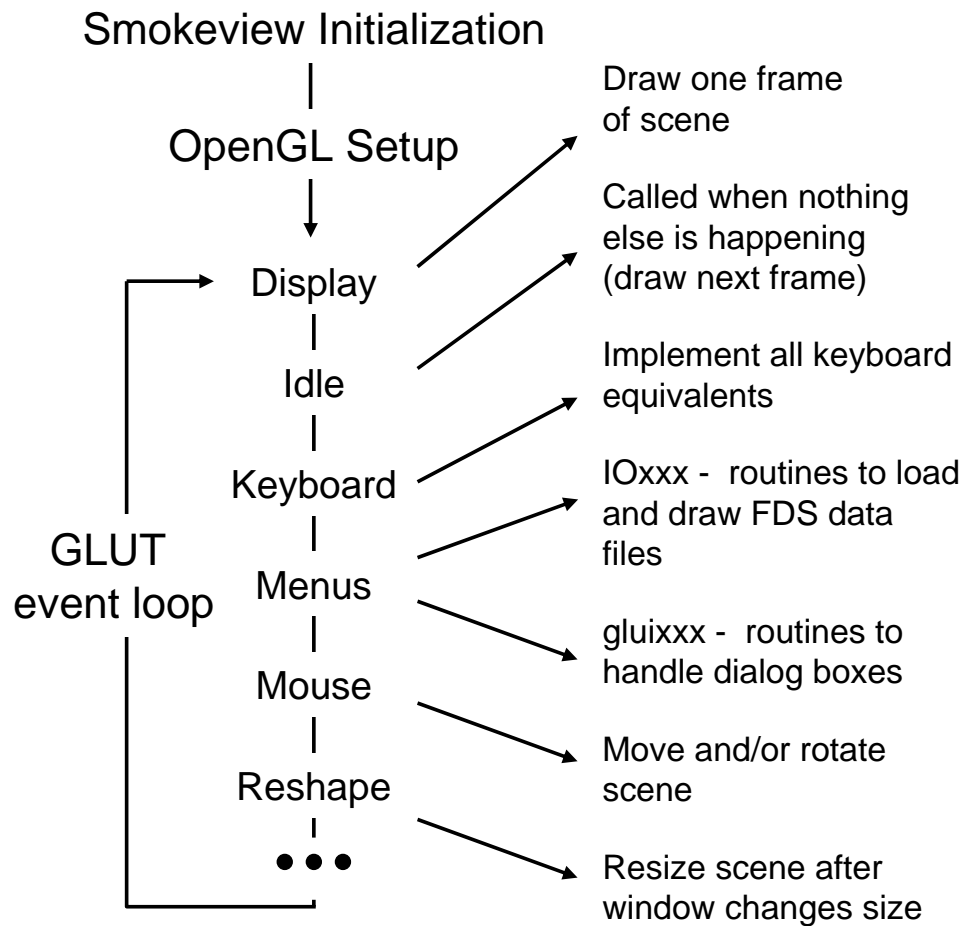 Smokeview Initialization
OpenGL Setup
Display
Idle
Keyboard
Menus
Mouse
Reshape
GLUT
event loop
Draw one frame
of scene
Called when nothing
else is happening
(draw next frame)
Implement all keyboard
equivalents
IOxxx -  routines to load
and draw FDS data
files
gluixxx -  routines to
handle dialog boxes
Move and/or rotate
scene
Resize scene after
window changes size